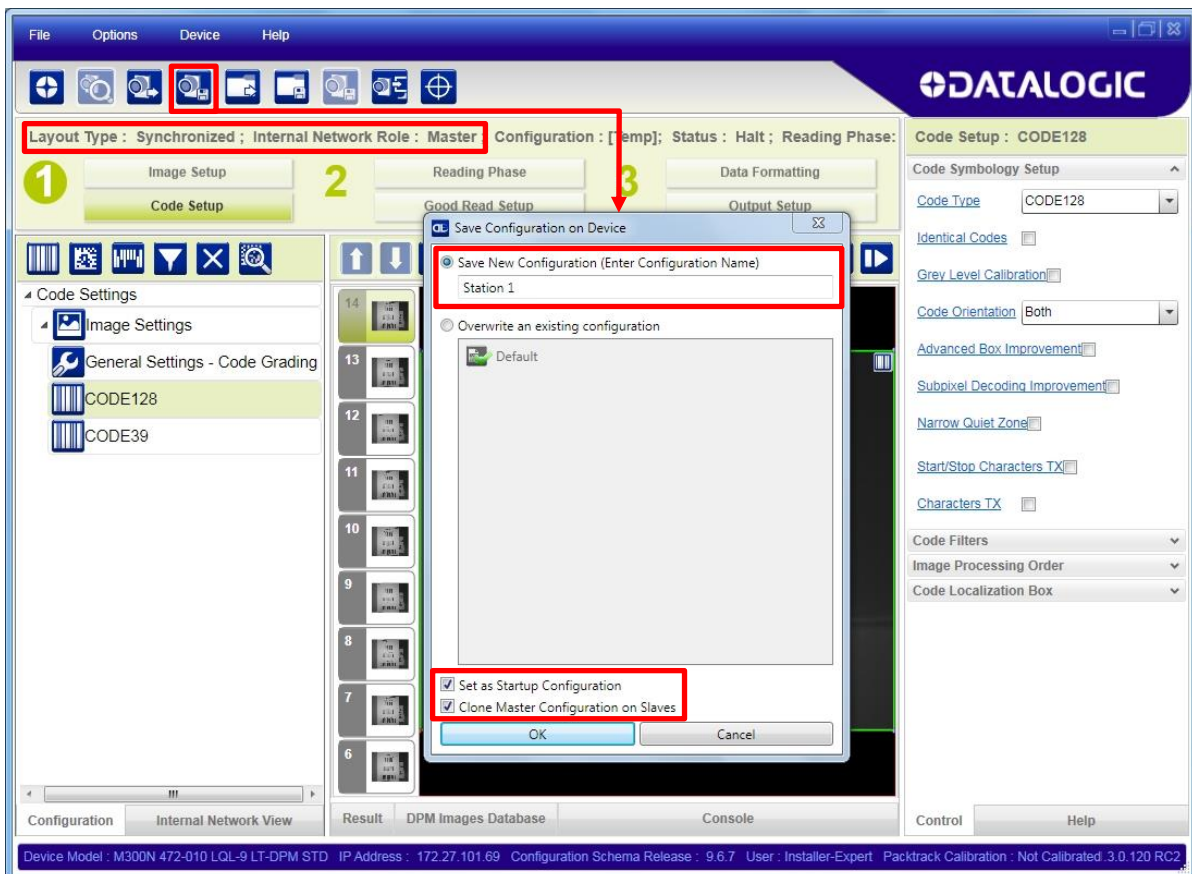 File Options Device Help
DATALOGIC
Layout Type : Synchronized ; Internal Network Role : Master ; Configuration : [Temp]; Status : Halt ; Reading Phase:
1 Image Setup 2 Reading Phase 3 Data Formatting
Code Setup Good Read Setup Output Setup
Code Settings
Image Settings
General Settings - Code Grading
CODE128
CODE39
14
13
12
11
10
9
8
7
6
Save Configuration on Device
Save New Configuration (Enter Configuration Name)
Station 1
Overwrite an existing configuration
Default
Set as Startup Configuration
Clone Master Configuration on Slaves
OK Cancel
Code Setup : CODE128
Code Symbology Setup
Code Type CODE128
Identical Codes
Grey Level Calibration
Code Orientation Both
Advanced Box Improvement
Subpixel Decoding Improvement
Narrow Quiet Zone
Start/Stop Characters TX
Characters TX
Code Filters
Image Processing Order
Code Localization Box
Configuration Internal Network View
Result DPM Images Database Console
Control Help
Device Model : M300N 472-010 LQL-9 LT-DPM STD IP Address : 172.27.101.69 Configuration Schema Release : 9.6.7 User : Installer-Expert Packtrack Calibration : Not Calibrated .3.0.120 RC2